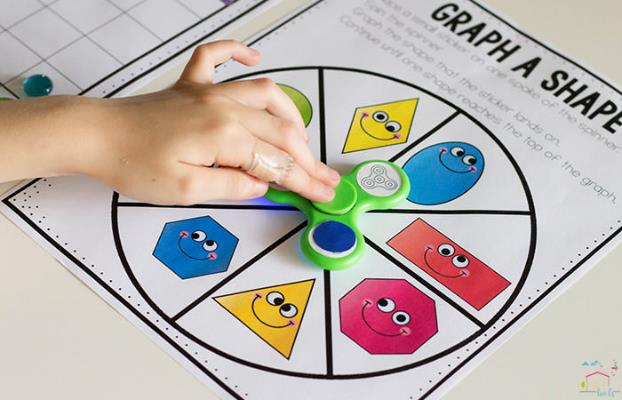 GRAPH A SHAPE
Place a small sticker on one spoke of the spinner.
Spin the spinner.
Graph the shape that the sticker lands on.
Continue until one shape reaches the top of the graph.